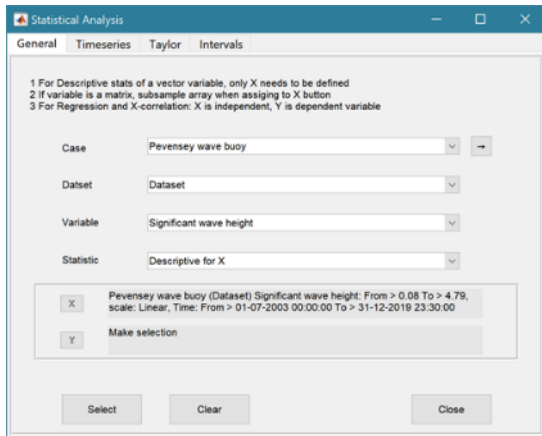 Statistical Analysis
General Timeseries Taylor Intervals
1 For Descriptive stats of a vector variable, only X needs to be defined
2 If variable is a matrix, subsample array when assiging to X button
3 For Regression and X-correlation: X is independent, Y is dependent variable
Case Pevensey wave buoy →
Datset Dataset
Variable Significant wave height
Statistic Descriptive for X
X Pevensey wave buoy (Dataset) Significant wave height: From > 0.08 To > 4.79,
scale: Linear, Time: From > 01-07-2003 00:00:00 To > 31-12-2019 23:30:00
Y Make selection
Select Clear Close